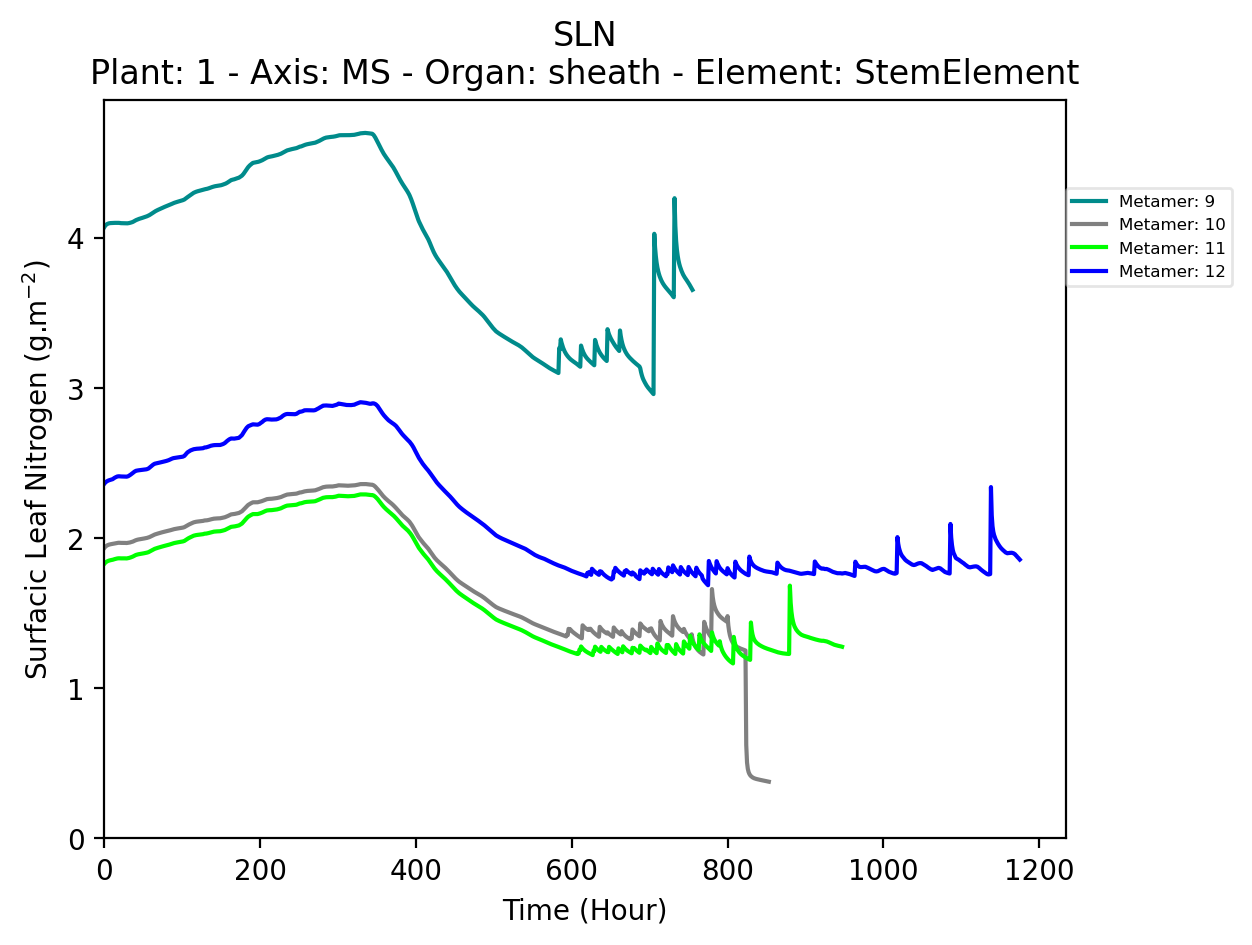 SLN
Plant: 1 - Axis: MS - Organ: sheath - Element: StemElement
Surfacic Leaf Nitrogen (g.m⁻²)
4
3
2
1
0
0 200 400 600 800 1000 1200
Time (Hour)
Metamer: 9
Metamer: 10
Metamer: 11
Metamer: 12